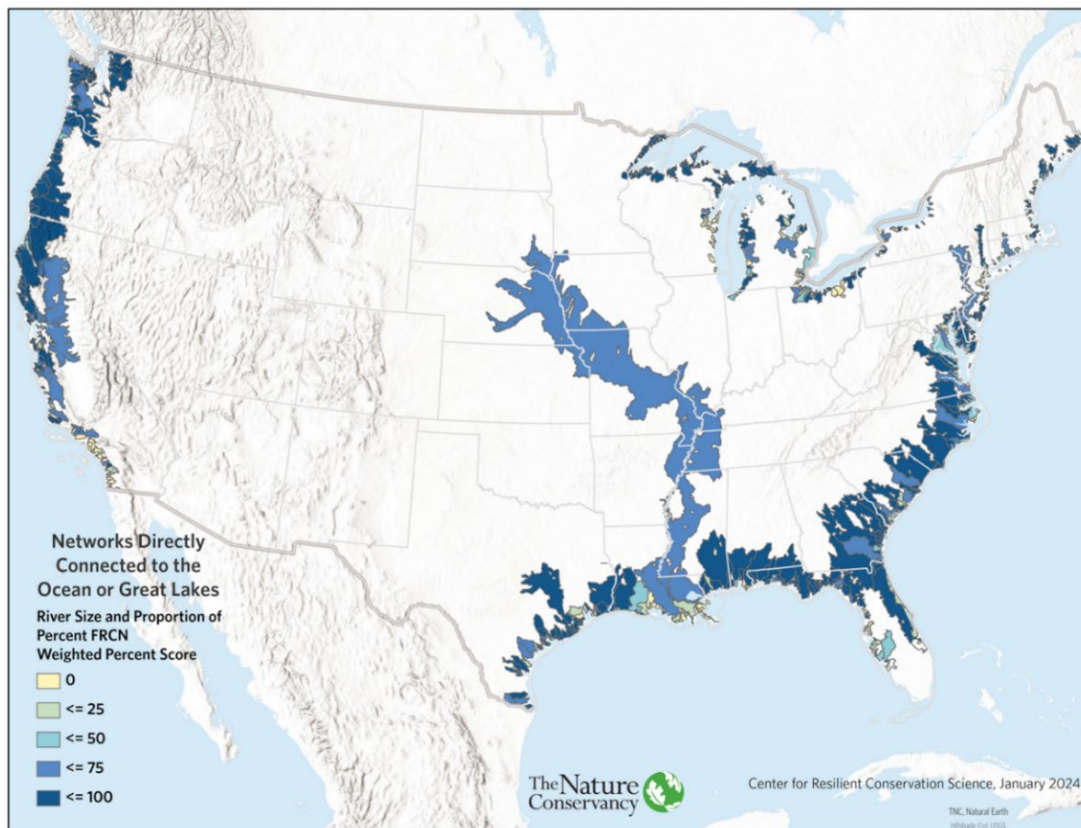 Networks Directly
Connected to the
Ocean or Great Lakes
River Size and Proportion of
Percent FRCN
Weighted Percent Score
0
<= 25
<= 50
<= 75
<= 100
The Nature
Conservancy
Center for Resilient Conservation Science, January 2024
TNC, Natural Earth